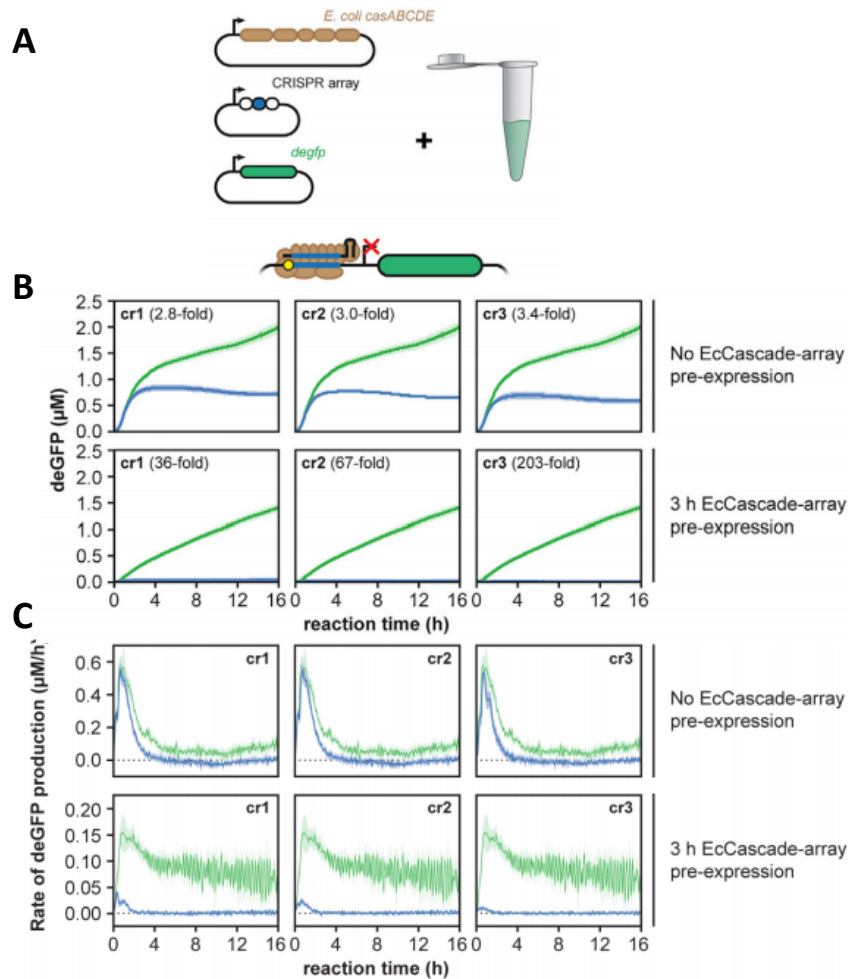 A
E. coli casABCDE
CRISPR array
degfp
+
B
cr1 (2.8-fold)
cr2 (3.0-fold)
cr3 (3.4-fold)
2.5
2.0
1.5
1.0
0.5
0.0
No EcCascade-array
pre-expression
deGFP (μM)
cr1 (36-fold)
cr2 (67-fold)
cr3 (203-fold)
2.5
2.0
1.5
1.0
0.5
0.0
3 h EcCascade-array
pre-expression
0 4 8 12 16 0 4 8 12 16 0 4 8 12 16
reaction time (h)
C
Rate of deGFP production (μM/h)
cr1
cr2
cr3
0.6
0.4
0.2
0.0
No EcCascade-array
pre-expression
cr1
cr2
cr3
0.20
0.15
0.10
0.05
0.00
3 h EcCascade-array
pre-expression
0 4 8 12 16 0 4 8 12 16 0 4 8 12 16
reaction time (h)